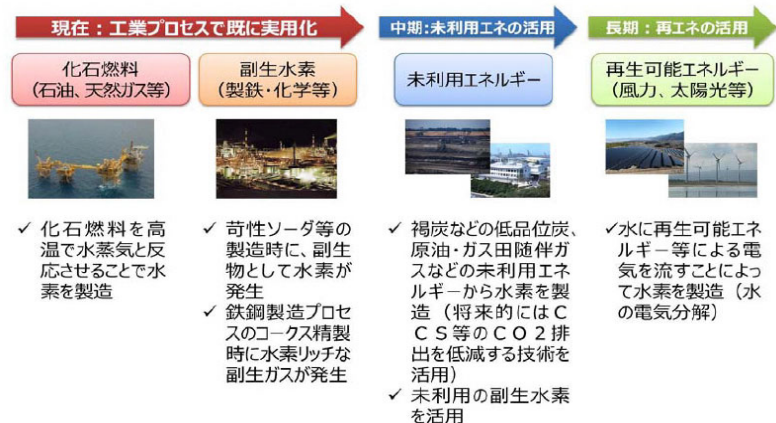 現在：工業プロセスで既に実用化
中期:未利用エネの活用
長期：再エネの活用
化石燃料
（石油、天然ガス等）
副生水素
（製鉄・化学等）
未利用エネルギー
再生可能エネルギー
（風力、太陽光等）
✓ 化石燃料を高
温で水蒸気と反
応させることで水
素を製造
✓ 苛性ソーダ等の
製造時に、副生
物として水素が
発生
✓ 鉄鋼製造プロセ
スのコークス精製
時に水素リッチな
副生ガスが発生
✓ 褐炭などの低品位炭、
原油・ガス田随伴ガ
スなどの未利用エネ
ルギーから水素を製
造（将来的にはＣ
ＣＳ等のＣＯ２排
出を低減する技術を
活用）
✓ 未利用の副生水素
を活用
✓水に再生可能エネ
ルギー等による電
気を流すことによっ
て水素を製造（水
の電気分解）